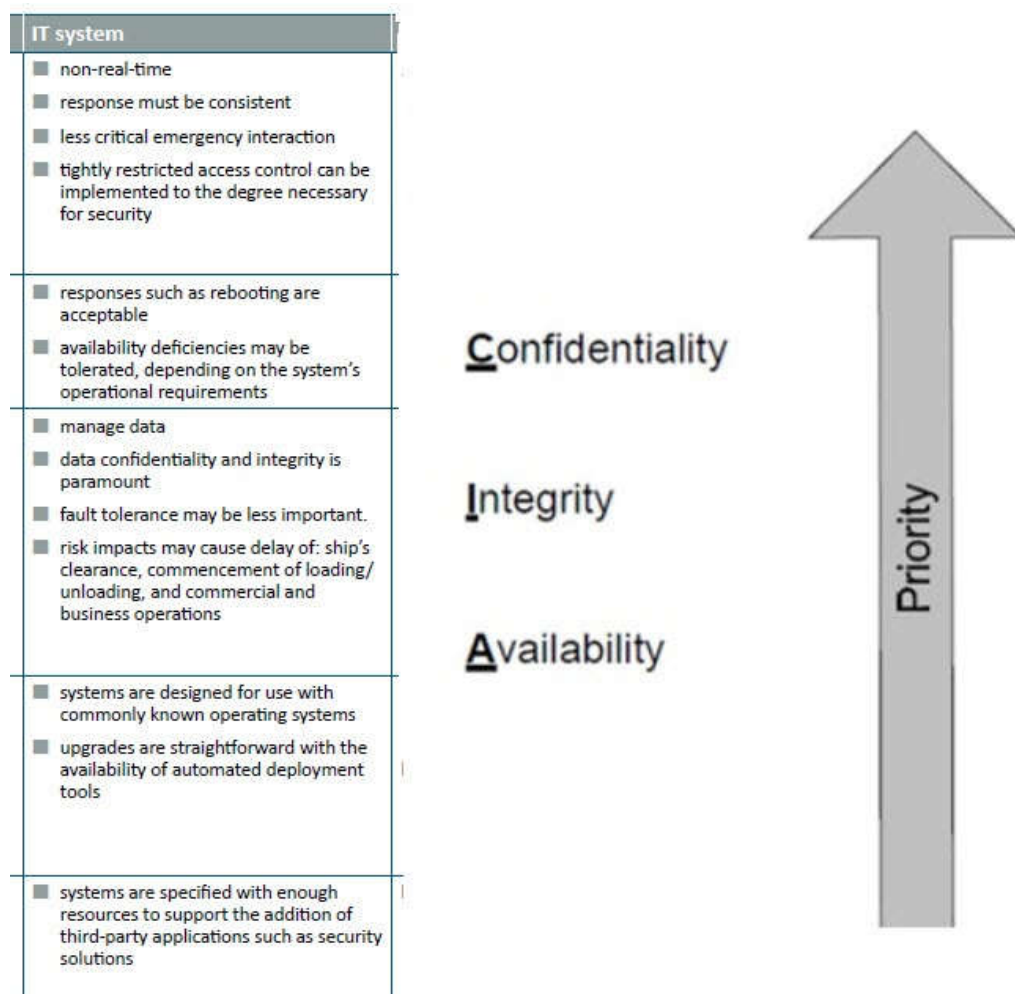 IT system
■ non-real-time
■ response must be consistent
■ less critical emergency interaction
■ tightly restricted access control can be
implemented to the degree necessary
for security
■ responses such as rebooting are
acceptable
■ availability deficiencies may be
tolerated, depending on the system's
operational requirements
■ manage data
■ data confidentiality and integrity is
paramount
■ fault tolerance may be less important.
■ risk impacts may cause delay of: ship's
clearance, commencement of loading/
unloading, and commercial and
business operations
■ systems are designed for use with
commonly known operating systems
■ upgrades are straightforward with the
availability of automated deployment
tools
■ systems are specified with enough
resources to support the addition of
third-party applications such as security
solutions
Confidentiality
Integrity
Availability
Priority